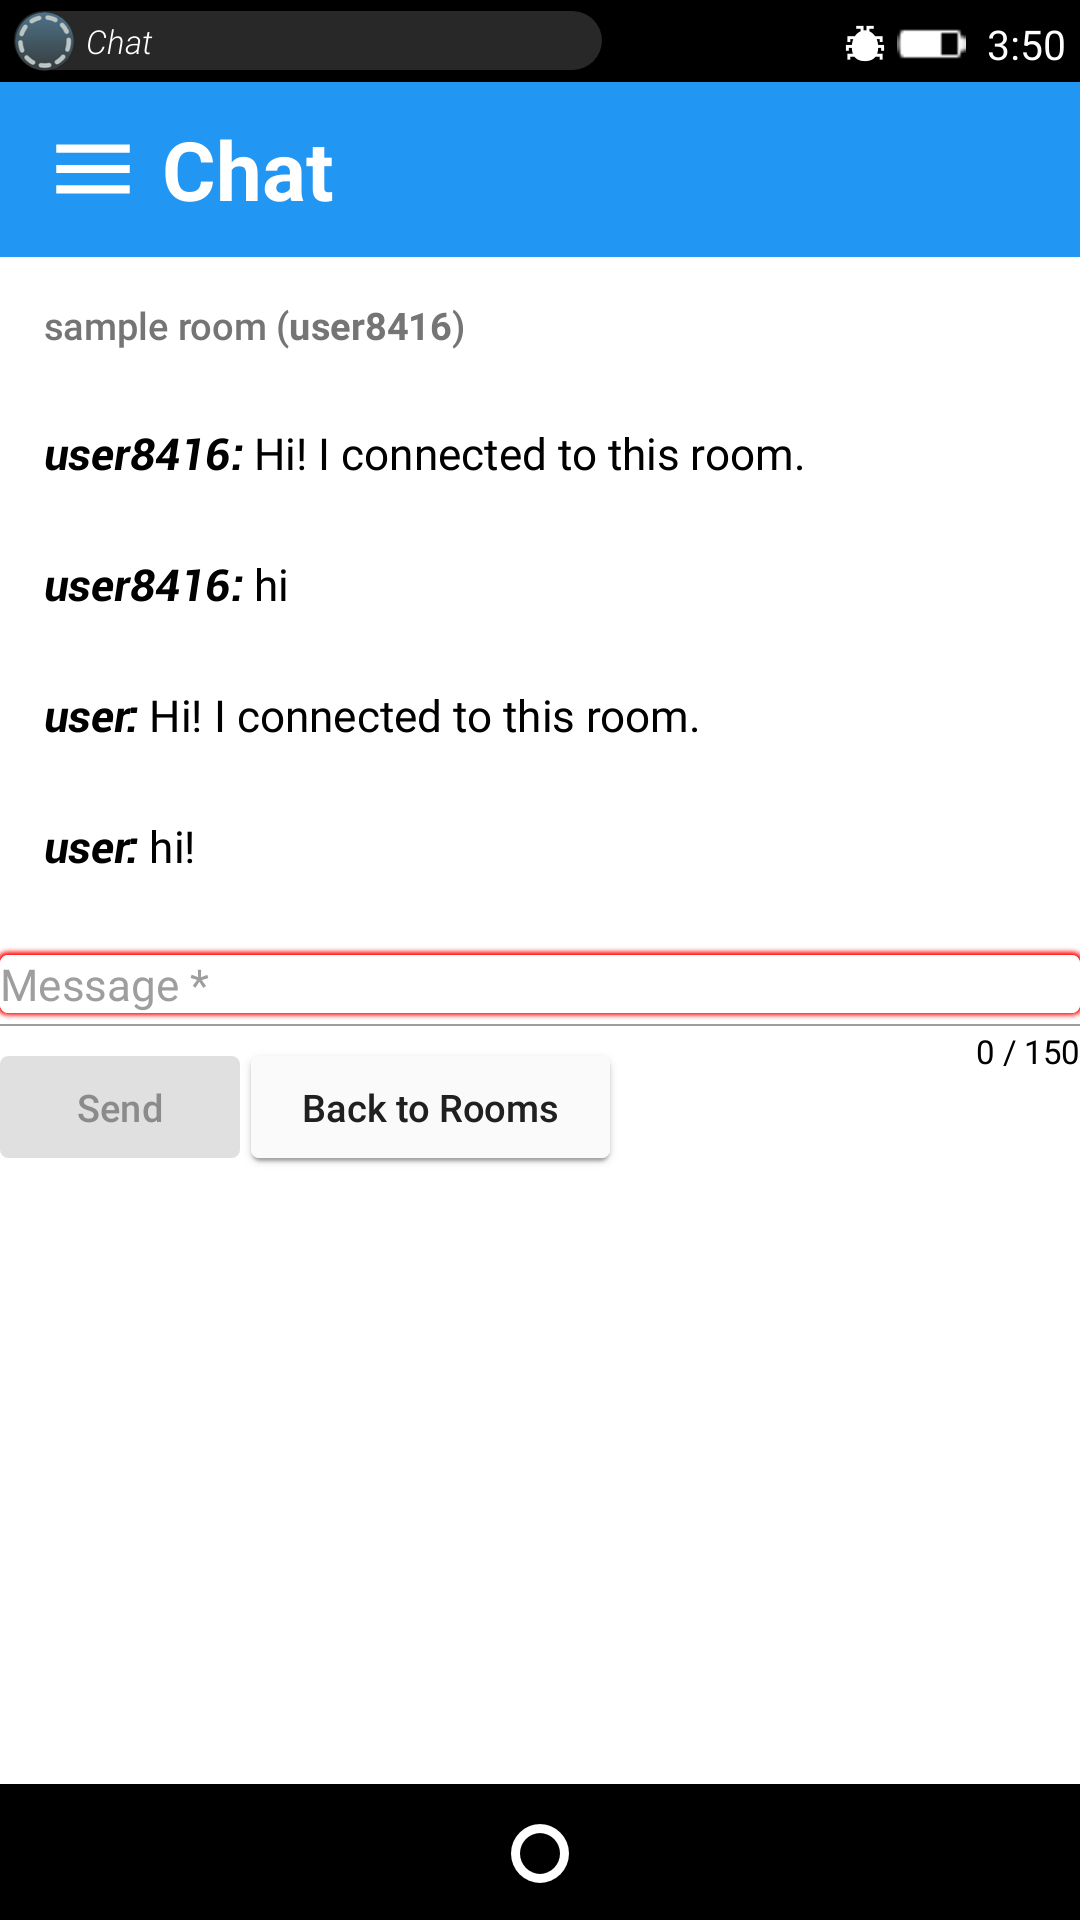 Chat
3:50
Chat
sample room (user8416)
user8416: Hi! I connected to this room.
user8416: hi
user: Hi! I connected to this room.
user: hi!
Message *
0 / 150
Send
Back to Rooms